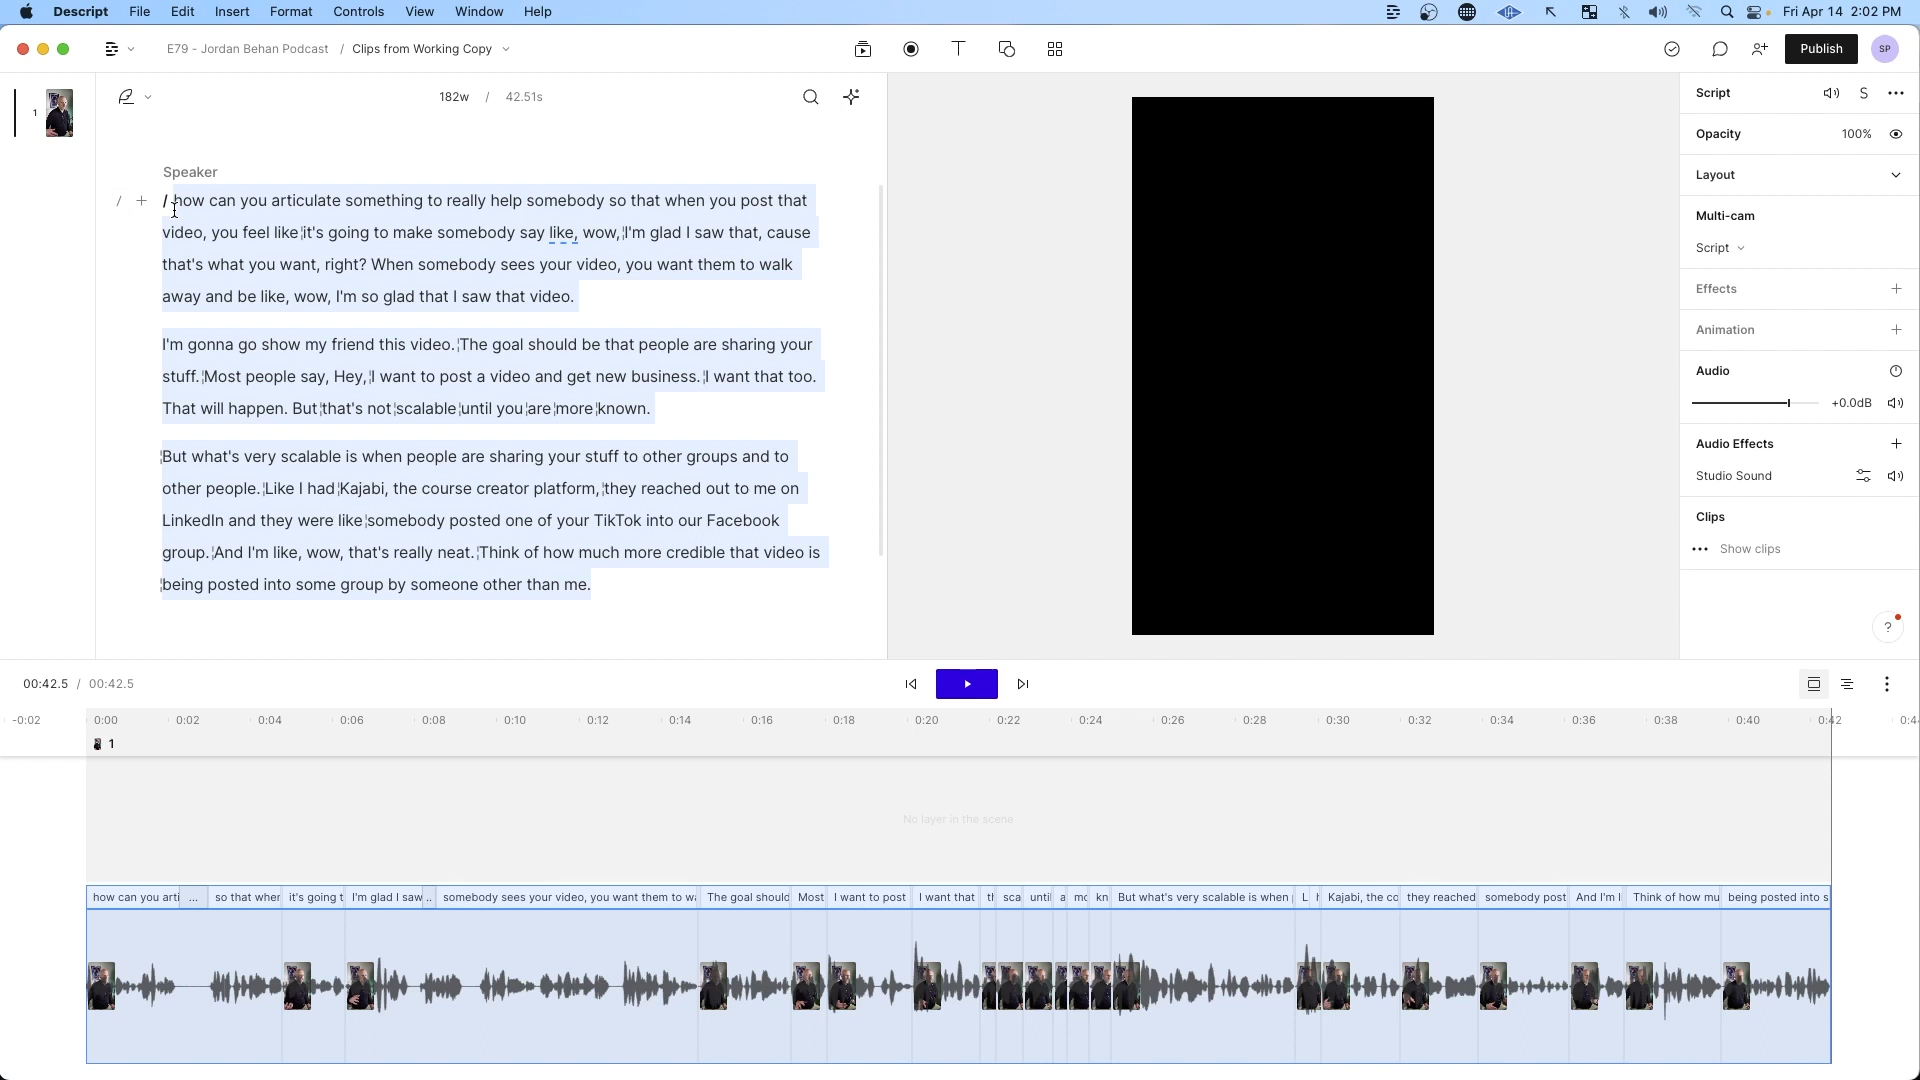 Descript File Edit Insert Format Controls View Window Help Fri Apr 14 2:02 PM
E79 - Jordan Behan Podcast / Clips from Working Copy
Publish SP
1
182w / 42.51s
Speaker
/ how can you articulate something to really help somebody so that when you post that
video, you feel like ¦it's going to make somebody say like, wow, ¦I'm glad I saw that, cause
that's what you want, right? When somebody sees your video, you want them to walk
away and be like, wow, I'm so glad that I saw that video.
I'm gonna go show my friend this video. ¦The goal should be that people are sharing your
stuff. ¦Most people say, Hey, ¦I want to post a video and get new business. ¦I want that too.
That will happen. But ¦that's not ¦scalable ¦until you ¦are ¦more ¦known.
¦But what's very scalable is when people are sharing your stuff to other groups and to
other people. ¦Like I had ¦Kajabi, the course creator platform, ¦they reached out to me on
LinkedIn and they were like ¦somebody posted one of your TikTok into our Facebook
group. ¦And I'm like, wow, that's really neat. ¦Think of how much more credible that video is
¦being posted into some group by someone other than me.
Script S
Opacity 100%
Layout
Multi-cam
Script
Effects
Animation
Audio
+0.0dB
Audio Effects
Studio Sound
Clips
Show clips
?
00:42.5 / 00:42.5
-0:02 0:00 0:02 0:04 0:06 0:08 0:10 0:12 0:14 0:16 0:18 0:20 0:22 0:24 0:26 0:28 0:30 0:32 0:34 0:36 0:38 0:40 0:42 0:4
1
No layer in the scene
how can you arti ... so that when it's going t I'm glad I saw .. somebody sees your video, you want them to wa The goal should Most I want to post I want that th sca until a mo kn But what's very scalable is when L Kajabi, the co they reached somebody post And I'm l Think of how mu being posted into s